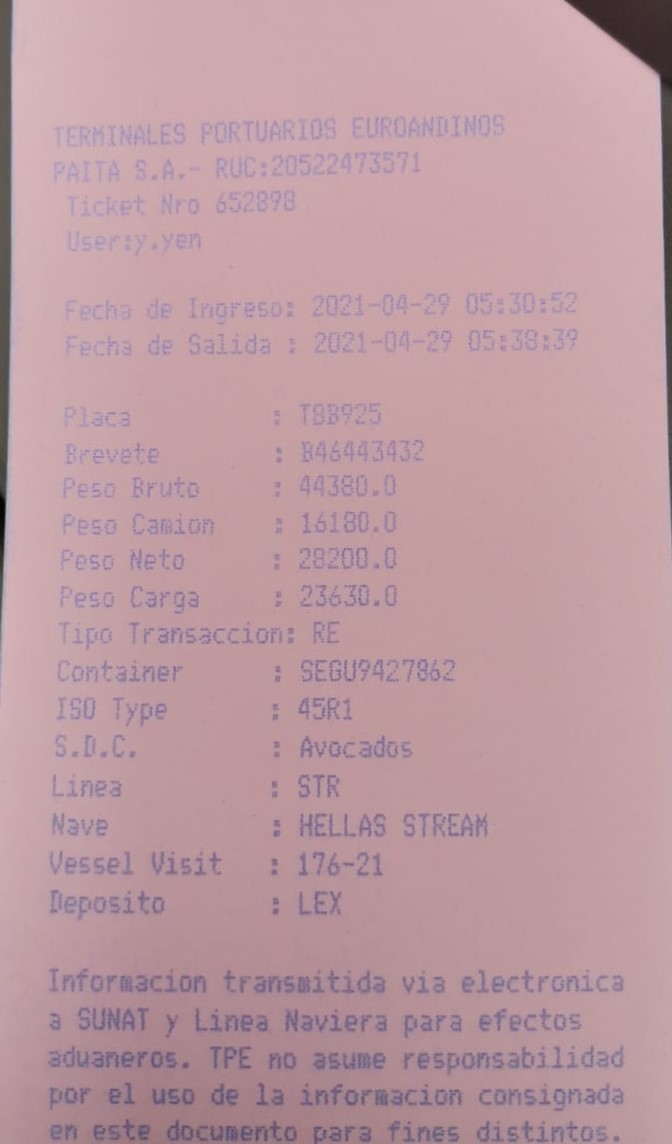 TERMINALES PORTUARIOS EUROANDINOS
PAITA S.A.- RUC:20522473571
Ticket Nro 652898
User:y.yen
Fecha de Ingreso: 2021-04-29 05:30:52
Fecha de Salida : 2021-04-29 05:38:39
Placa : T8B925
Brevete : B46443432
Peso Bruto : 44380.0
Peso Camion : 16180.0
Peso Neto : 28200.0
Peso Carga : 23630.0
Tipo Transaccion: RE
Container : SEGU9427862
ISO Type : 45R1
S.D.C. : Avocados
Linea : STR
Nave : HELLAS STREAM
Vessel Visit : 176-21
Deposito : LEX
Informacion transmitida via electronica
a SUNAT y Linea Naviera para efectos
aduaneros. TPE no asume responsabilidad
por el uso de la informacion consignada
en este documento para fines distintos.